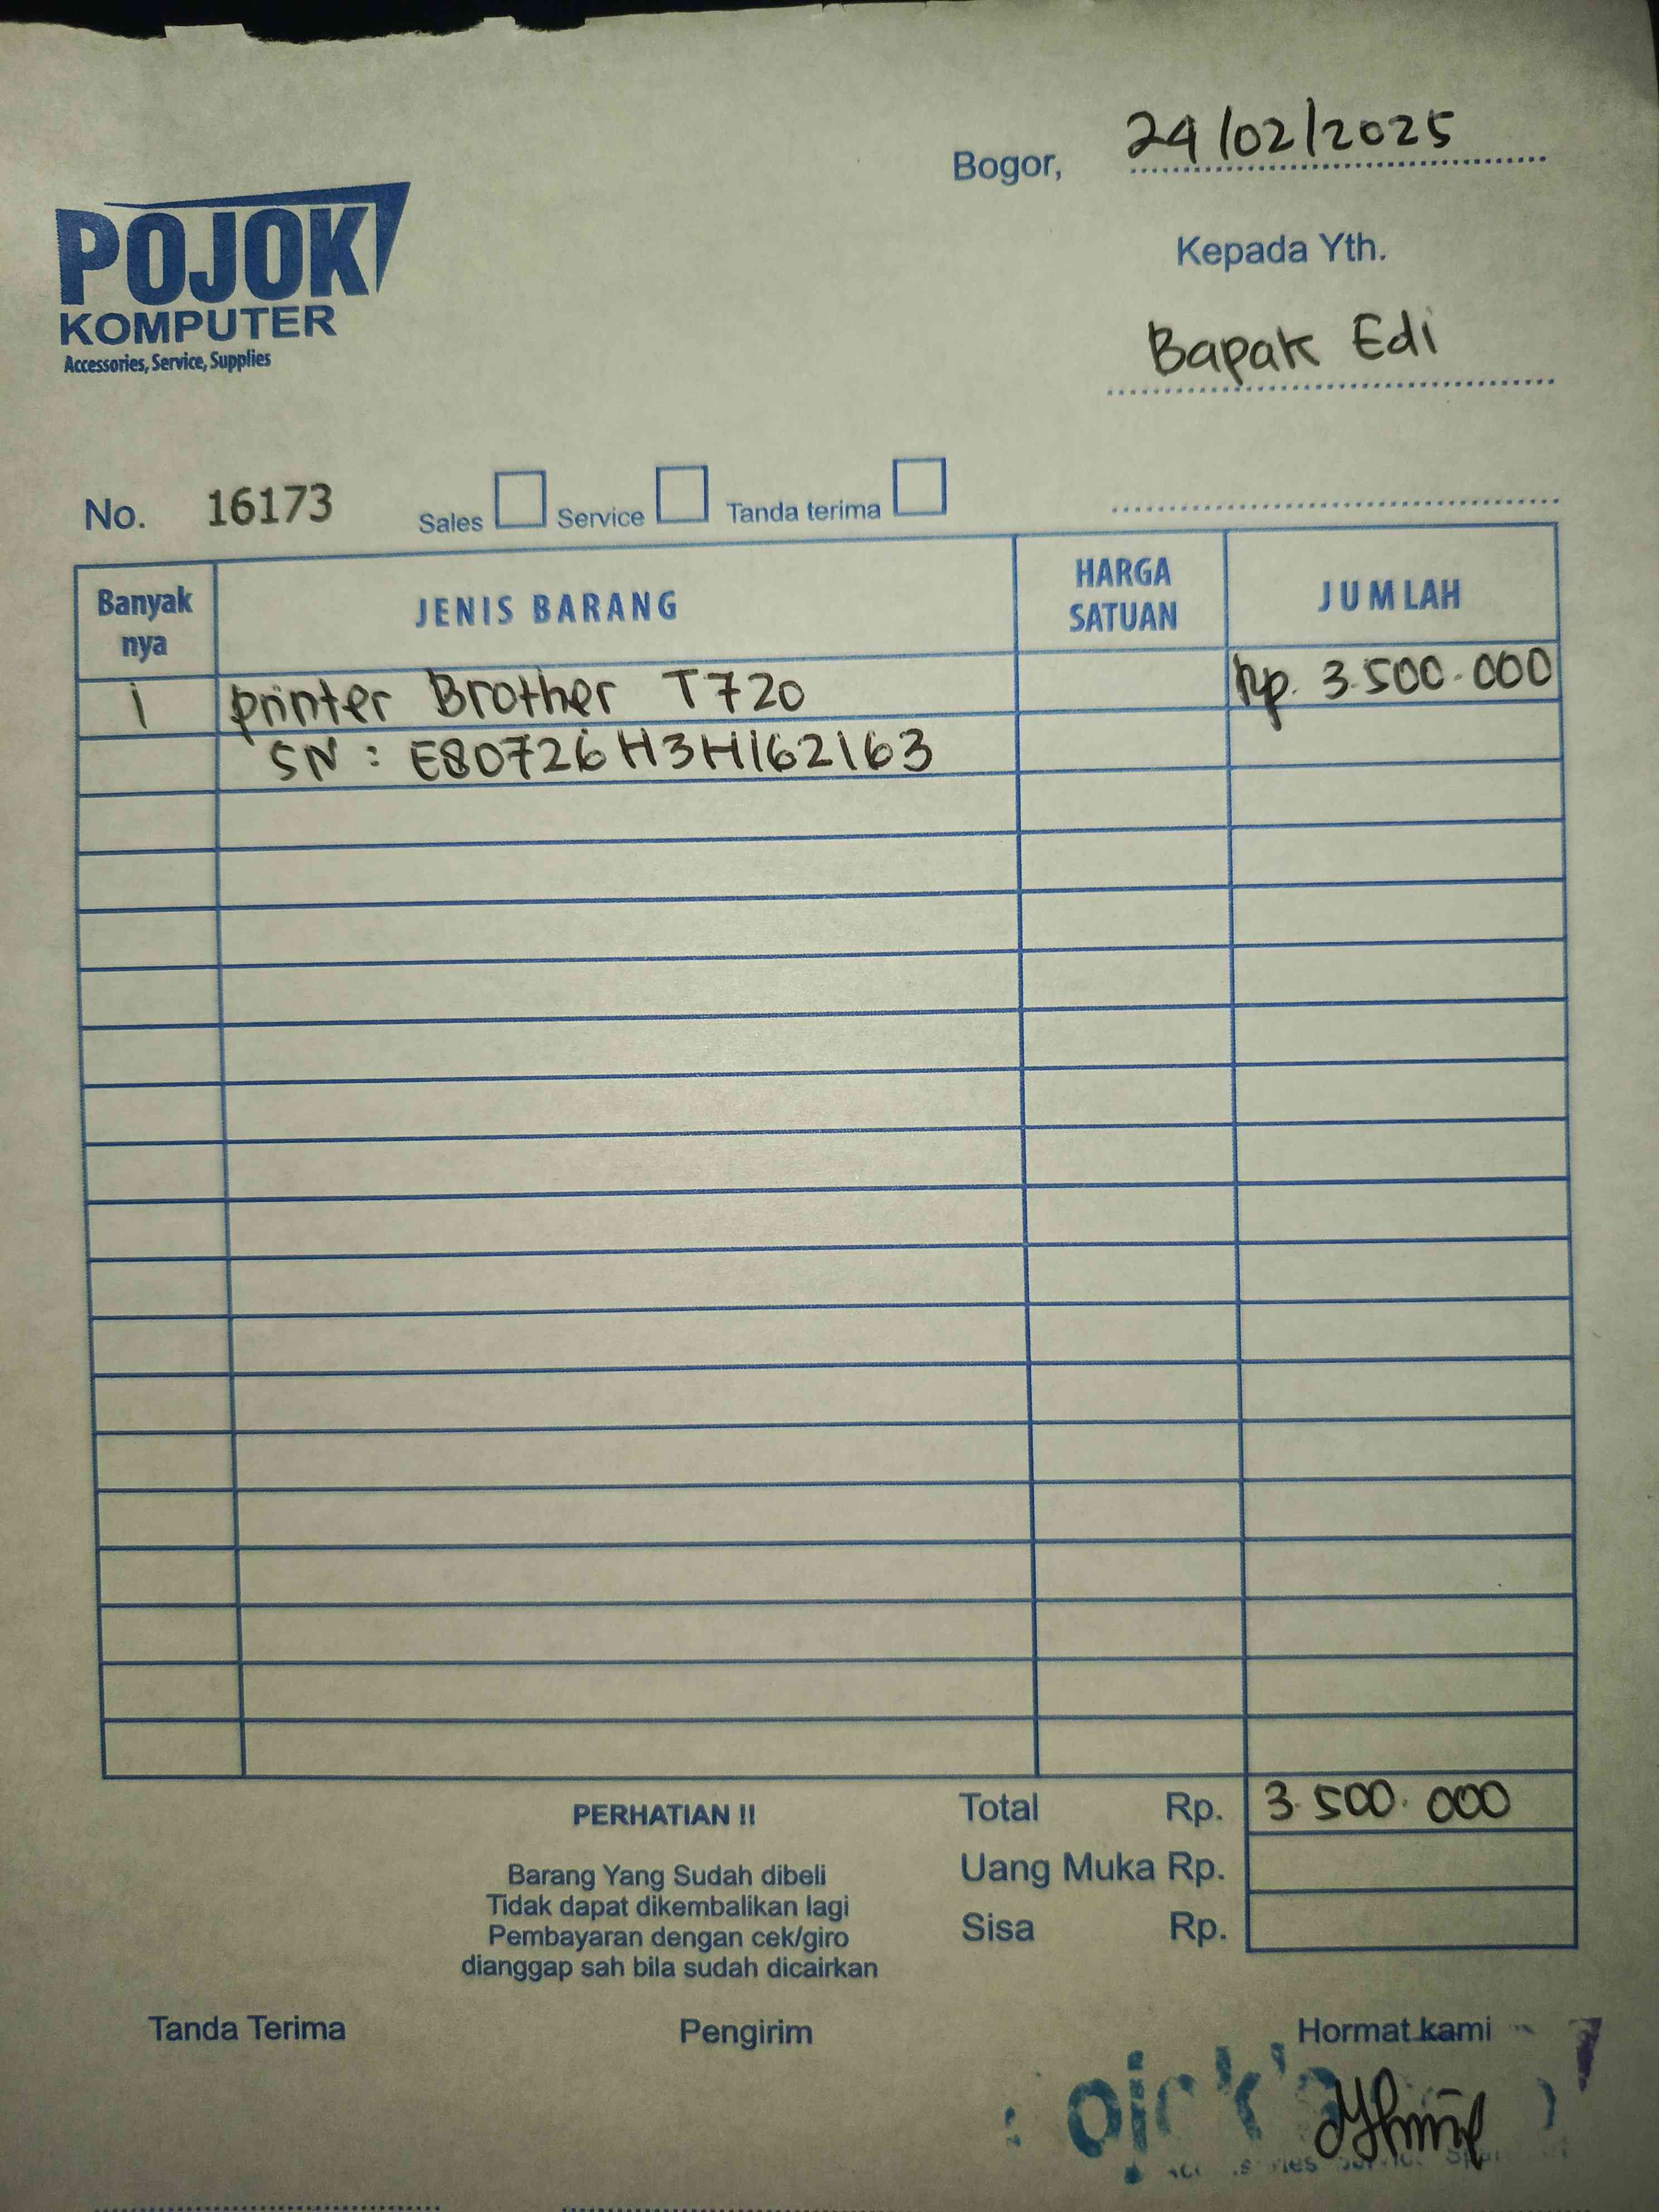 Bogor, 24/02/2025
POJOK
KOMPUTER
Accessories, Service, Supplies
Kepada Yth.
Bapak Edi
No. 16173 Sales Service Tanda terima
Banyak nya JENIS BARANG HARGA SATUAN JUMLAH
1 printer Brother T720 Rp. 3.500.000
SN : E80726H3H162163
Total Rp. 3.500.000
Uang Muka Rp.
Sisa Rp.
PERHATIAN !!
Barang Yang Sudah dibeli
Tidak dapat dikembalikan lagi
Pembayaran dengan cek/giro
dianggap sah bila sudah dicairkan
Tanda Terima Pengirim Hormat kami